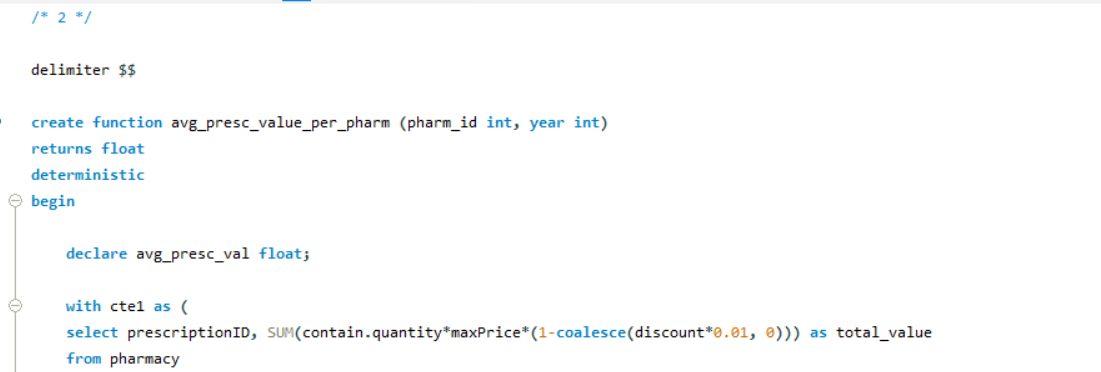 /* 2 */
delimiter $$
create function avg_presc_value_per_pharm (pharm_id int, year int)
returns float
deterministic
begin
declare avg_presc_val float;
with cte1 as (
select prescriptionID, SUM(contain.quantity*maxPrice*(1-coalesce(discount*0.01, 0))) as total_value
from pharmacy